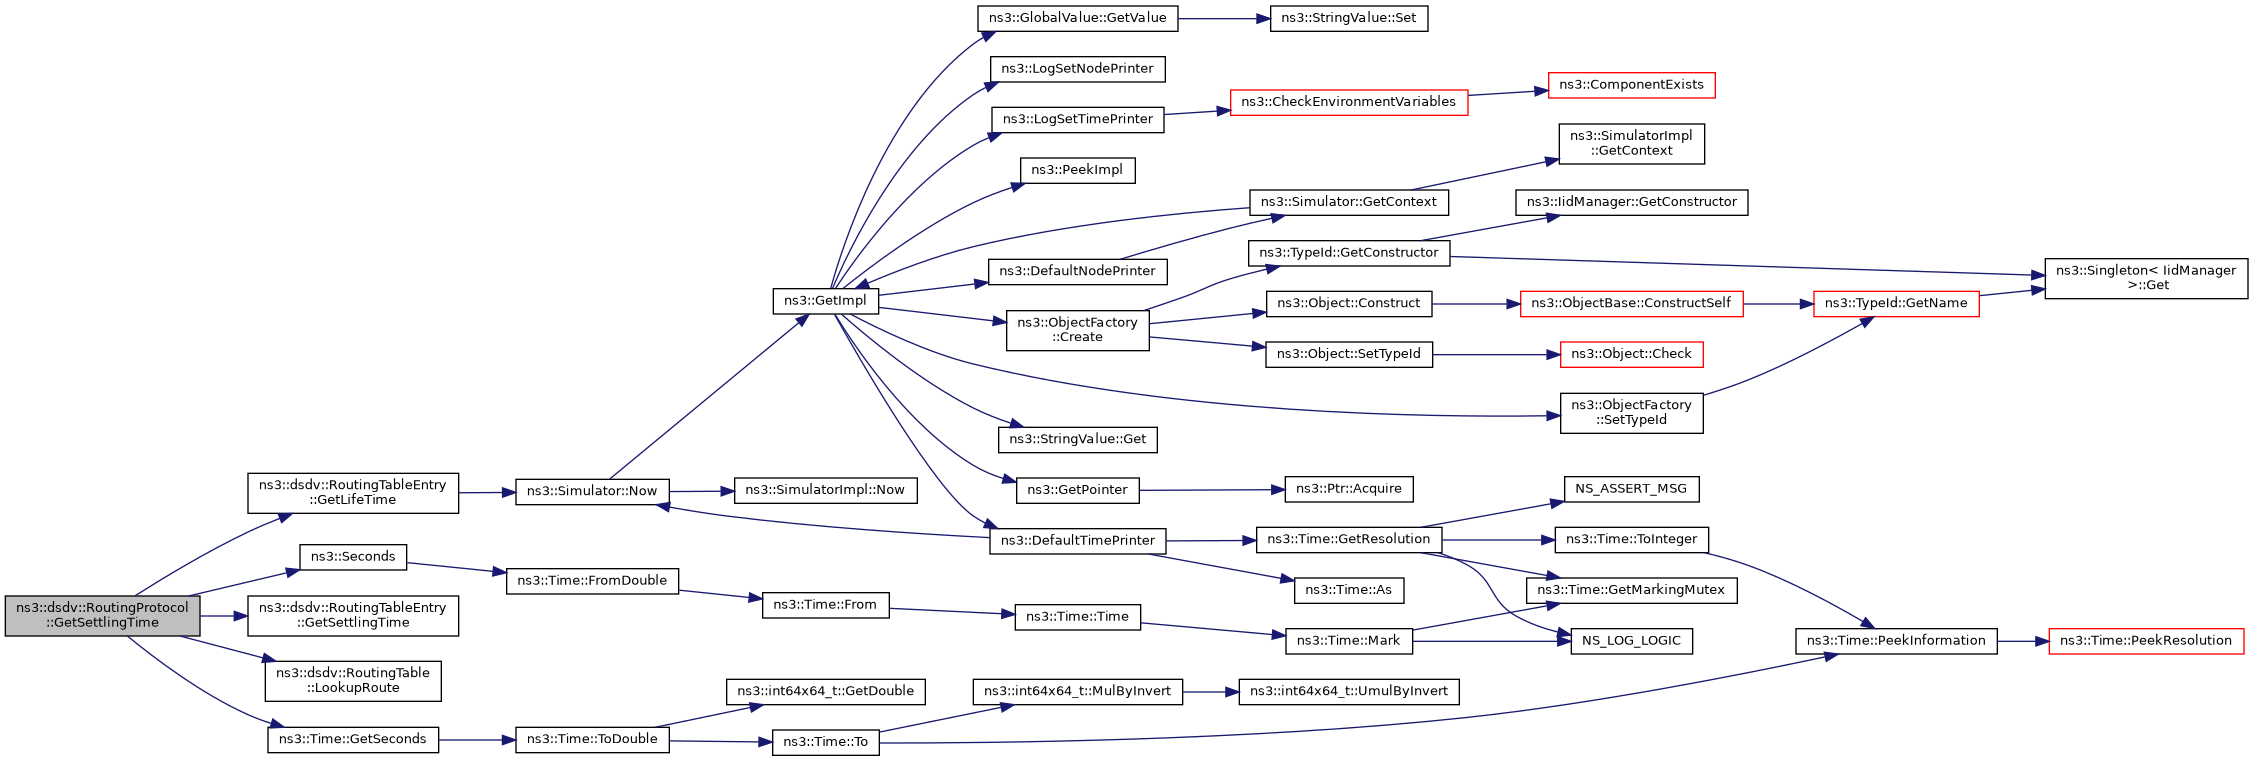 ns3::GlobalValue::GetValue
ns3::StringValue::Set
ns3::LogSetNodePrinter
ns3::ComponentExists
ns3::CheckEnvironmentVariables
ns3::LogSetTimePrinter
ns3::SimulatorImpl
::GetContext
ns3::PeekImpl
ns3::Simulator::GetContext
ns3::IidManager::GetConstructor
ns3::TypeId::GetConstructor
ns3::DefaultNodePrinter
ns3::Singleton< IidManager
>::Get
ns3::GetImpl
ns3::Object::Construct
ns3::ObjectBase::ConstructSelf
ns3::TypeId::GetName
ns3::ObjectFactory
::Create
ns3::Object::SetTypeId
ns3::Object::Check
ns3::ObjectFactory
::SetTypeId
ns3::StringValue::Get
ns3::dsdv::RoutingTableEntry
::GetLifeTime
ns3::Simulator::Now
ns3::SimulatorImpl::Now
ns3::GetPointer
ns3::Ptr::Acquire
NS_ASSERT_MSG
ns3::DefaultTimePrinter
ns3::Time::GetResolution
ns3::Time::ToInteger
ns3::Seconds
ns3::Time::FromDouble
ns3::Time::As
ns3::Time::GetMarkingMutex
ns3::dsdv::RoutingProtocol
::GetSettlingTime
ns3::dsdv::RoutingTableEntry
::GetSettlingTime
ns3::Time::From
ns3::Time::Time
ns3::Time::Mark
NS_LOG_LOGIC
ns3::Time::PeekInformation
ns3::Time::PeekResolution
ns3::dsdv::RoutingTable
::LookupRoute
ns3::int64x64_t::GetDouble
ns3::int64x64_t::MulByInvert
ns3::int64x64_t::UmulByInvert
ns3::Time::GetSeconds
ns3::Time::ToDouble
ns3::Time::To